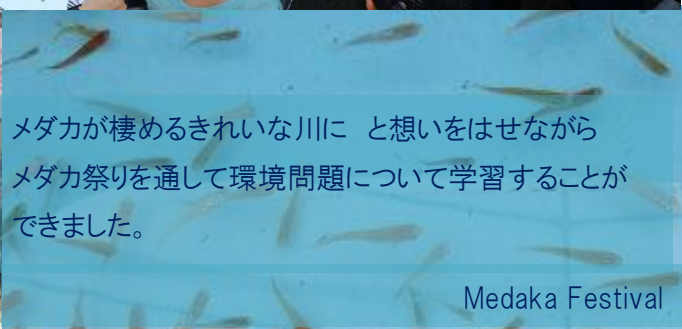 メダカが棲めるきれいな川に　と想いをはせながら
メダカ祭りを通して環境問題について学習することが
できました。
Medaka Festival